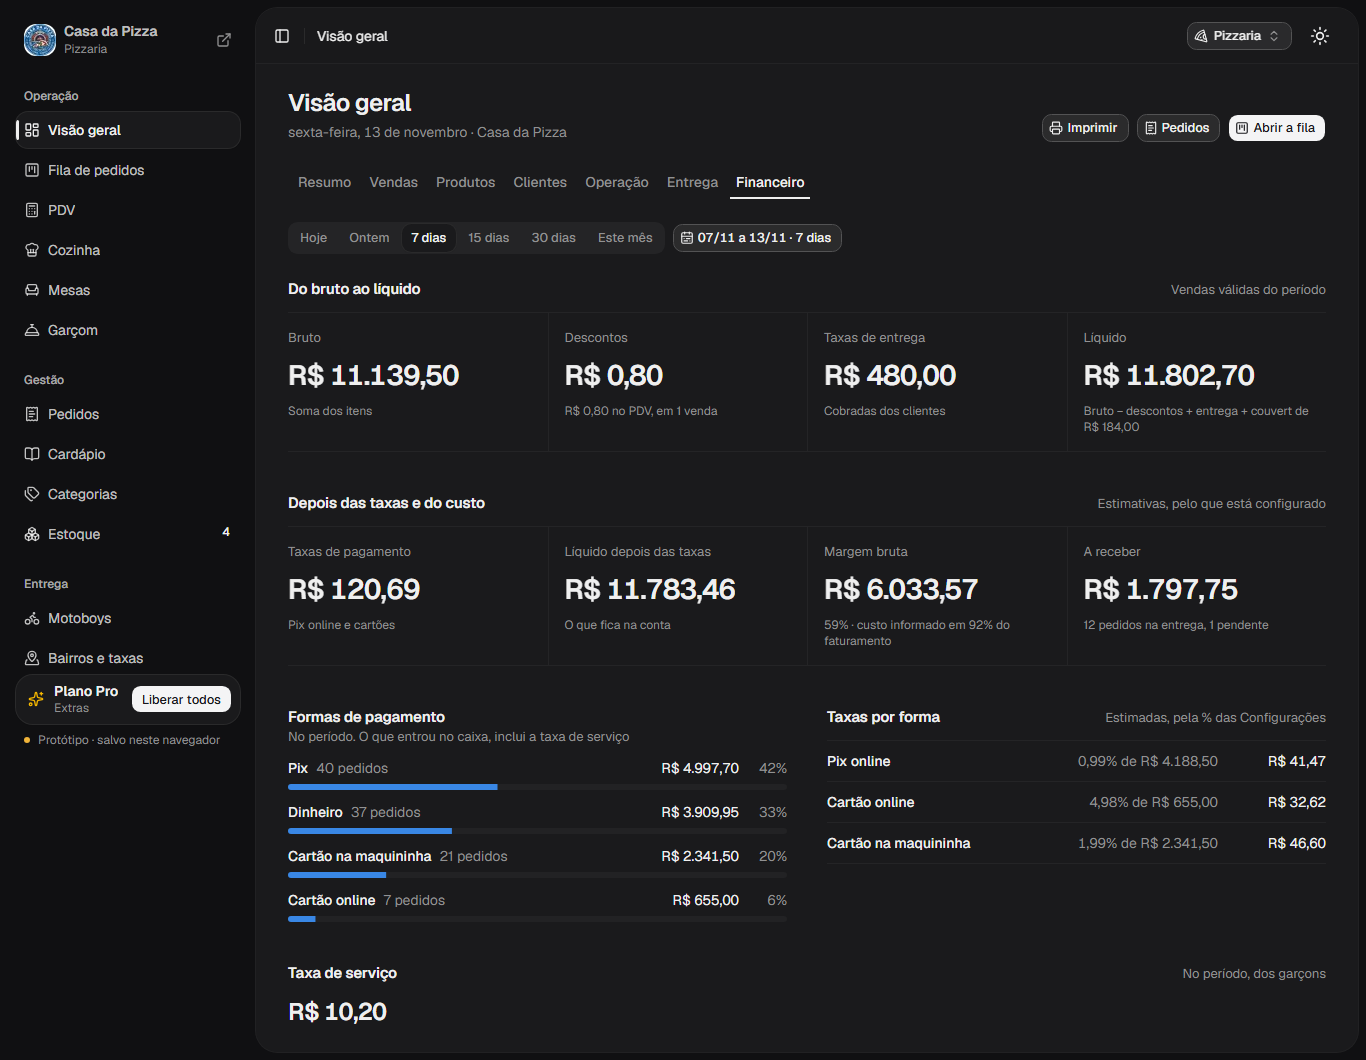 Casa da Pizza
Pizzaria
Operação
Visão geral
Fila de pedidos
PDV
Cozinha
Mesas
Garçom
Gestão
Pedidos
Cardápio
Categorias
Estoque 4
Entrega
Motoboys
Bairros e taxas
Plano Pro
Extras
Liberar todos
Protótipo · salvo neste navegador
Visão geral
Pizzaria
Visão geral
sexta-feira, 13 de novembro · Casa da Pizza
Imprimir Pedidos Abrir a fila
Resumo Vendas Produtos Clientes Operação Entrega Financeiro
Hoje Ontem 7 dias 15 dias 30 dias Este mês 07/11 a 13/11 · 7 dias
Do bruto ao líquido Vendas válidas do período
Bruto
R$ 11.139,50
Soma dos itens
Descontos
R$ 0,80
R$ 0,80 no PDV, em 1 venda
Taxas de entrega
R$ 480,00
Cobradas dos clientes
Líquido
R$ 11.802,70
Bruto − descontos + entrega + couvert de
R$ 184,00
Depois das taxas e do custo Estimativas, pelo que está configurado
Taxas de pagamento
R$ 120,69
Pix online e cartões
Líquido depois das taxas
R$ 11.783,46
O que fica na conta
Margem bruta
R$ 6.033,57
59% · custo informado em 92% do
faturamento
A receber
R$ 1.797,75
12 pedidos na entrega, 1 pendente
Formas de pagamento
No período. O que entrou no caixa, inclui a taxa de serviço
Pix 40 pedidos R$ 4.997,70 42%
Dinheiro 37 pedidos R$ 3.909,95 33%
Cartão na maquininha 21 pedidos R$ 2.341,50 20%
Cartão online 7 pedidos R$ 655,00 6%
Taxas por forma Estimadas, pela % das Configurações
Pix online 0,99% de R$ 4.188,50 R$ 41,47
Cartão online 4,98% de R$ 655,00 R$ 32,62
Cartão na maquininha 1,99% de R$ 2.341,50 R$ 46,60
Taxa de serviço No período, dos garçons
R$ 10,20